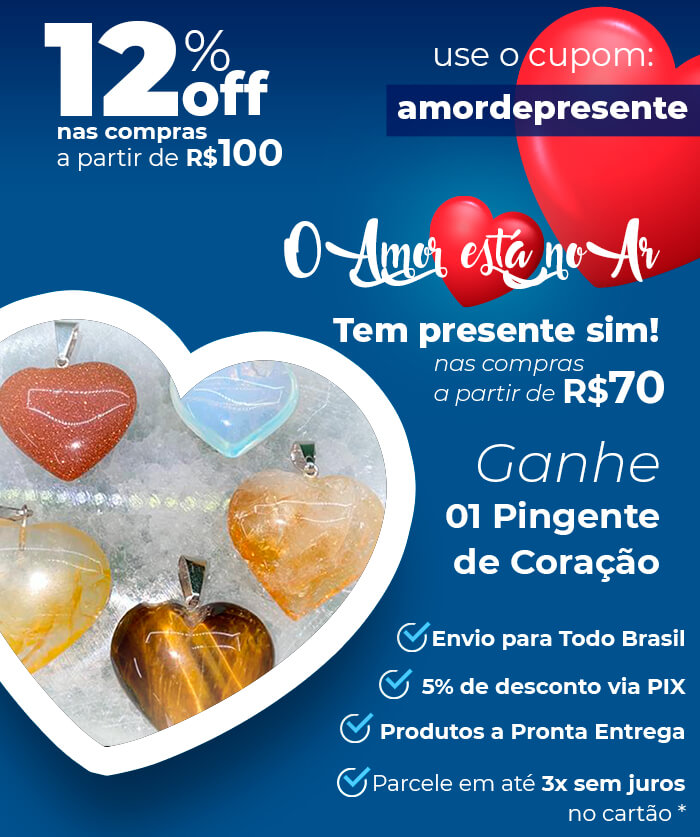 12%
off
nas compras
a partir de R$100
use o cupom:
amordepresente
O Amor está no Ar
Tem presente sim!
nas compras
a partir de R$70
Ganhe
01 Pingente
de Coração
Envio para Todo Brasil
5% de desconto via PIX
Produtos a Pronta Entrega
Parcele em até 3x sem juros
no cartão *